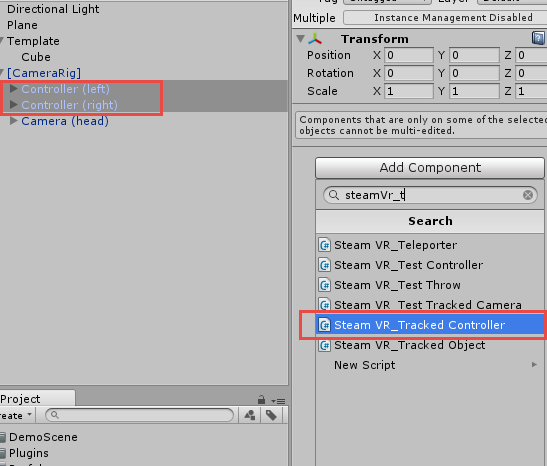 Directional Light
Plane
Template
Cube
[CameraRig]
Controller (left)
Controller (right)
Camera (head)
Project
reate
DemoScene
Plugins
Multiple Instance Management Disabled
Transform
Position X 0 Y 0 Z 0
Rotation X 0 Y 0 Z 0
Scale X 1 Y 1 Z 1
Components that are only on some of the selected
objects cannot be multi-edited.
Add Component
steamVr_t
Search
Steam VR_Teleporter
Steam VR_Test Controller
Steam VR_Test Throw
Steam VR_Test Tracked Camera
Steam VR_Tracked Controller
Steam VR_Tracked Object
New Script